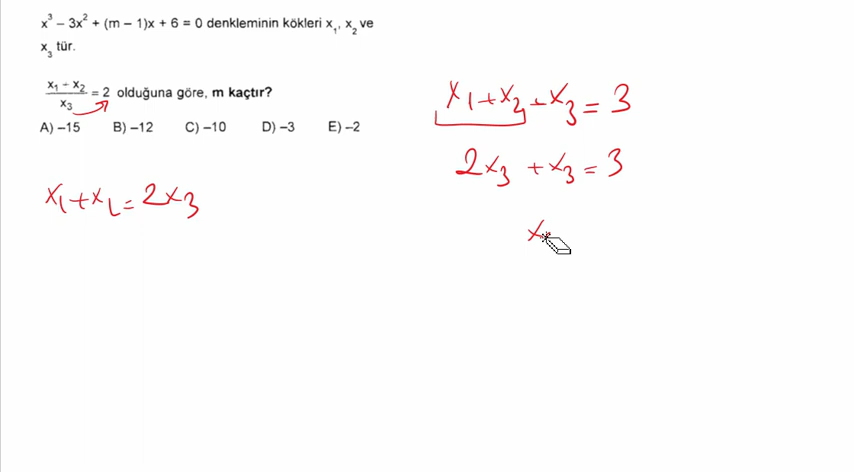 x³ – 3x² + (m – 1)x + 6 = 0 denkleminin kökleri x₁, x₂ ve
x₃ tür.
x₁ + x₂ / x₃ = 2 olduğuna göre, m kaçtır?
A) –15 B) –12 C) –10 D) –3 E) –2
x₁ + x₂ = 2x₃
x₁ + x₂ + x₃ = 3
2x₃ + x₃ = 3
x